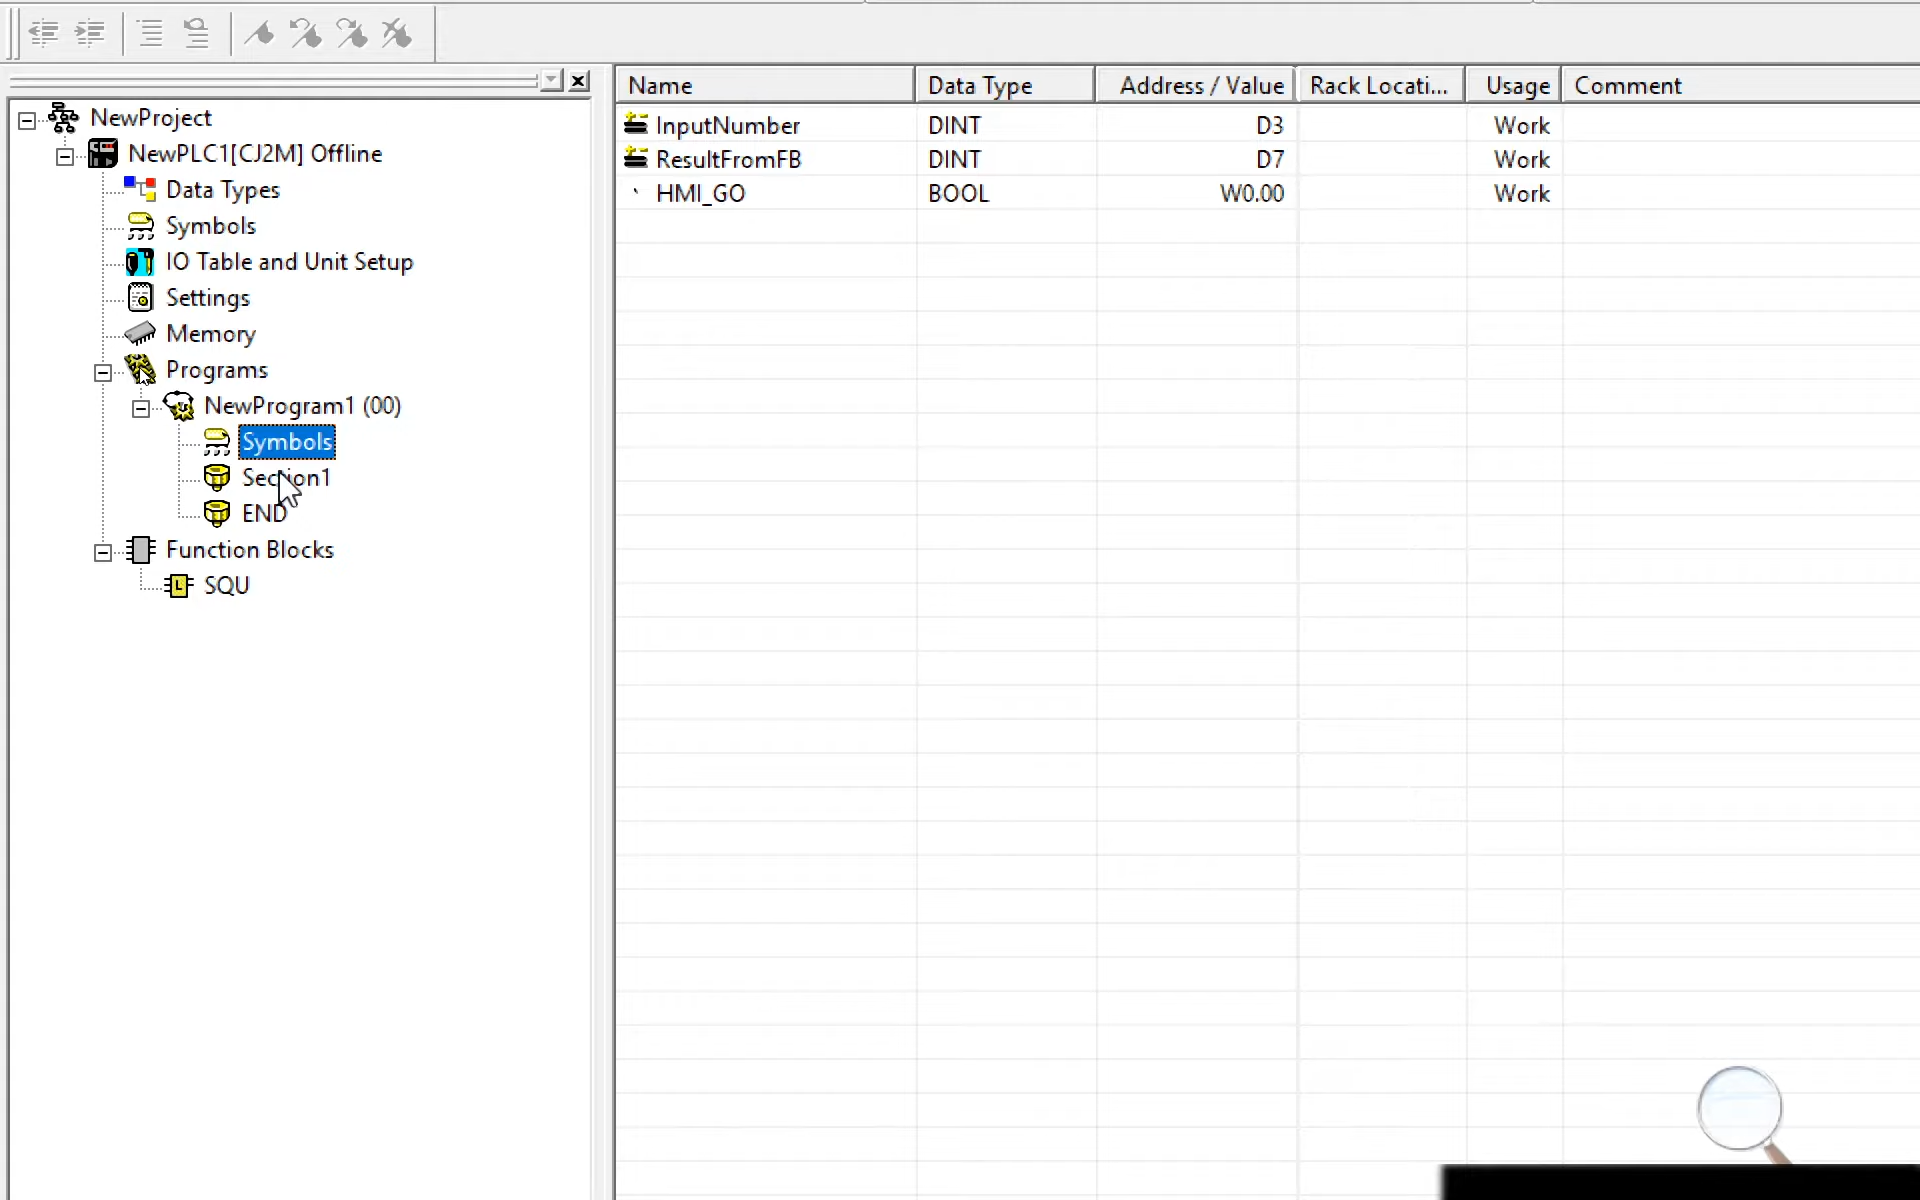 NewProject
NewPLC1[CJ2M] Offline
Data Types
Symbols
IO Table and Unit Setup
Settings
Memory
Programs
NewProgram1 (00)
Symbols
Section1
END
Function Blocks
SQU
Name Data Type Address / Value Rack Locati... Usage Comment
InputNumber DINT D3 Work
ResultFromFB DINT D7 Work
HMI_GO BOOL W0.00 Work